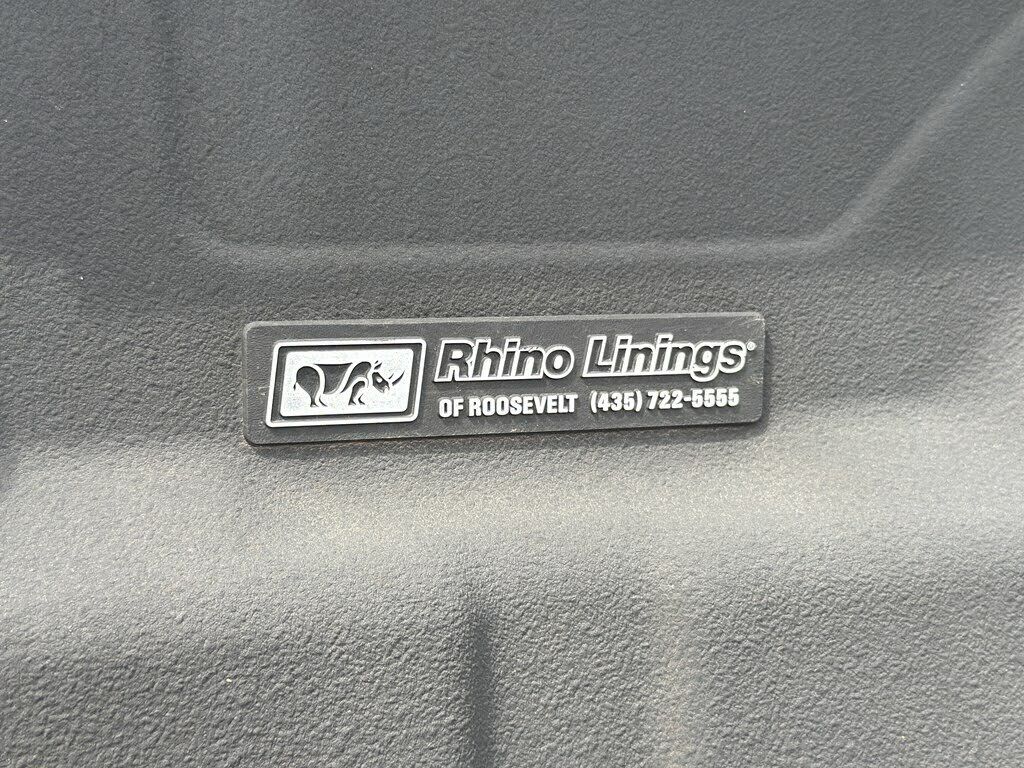 Rhino Linings®
OF ROOSEVELT (435) 722-5555